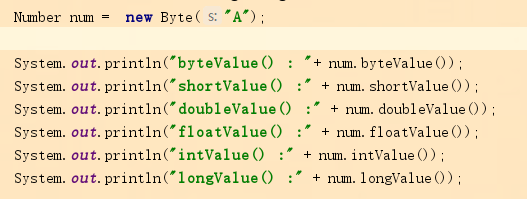 Number num =  new Byte( s: "A");
System.out.println("byteValue() : "+ num.byteValue());
System.out.println("shortValue() :" + num.shortValue());
System.out.println("doubleValue() :" + num.doubleValue());
System.out.println("floatValue() :" + num.floatValue());
System.out.println("intValue() :" + num.intValue());
System.out.println("longValue() :" + num.longValue());